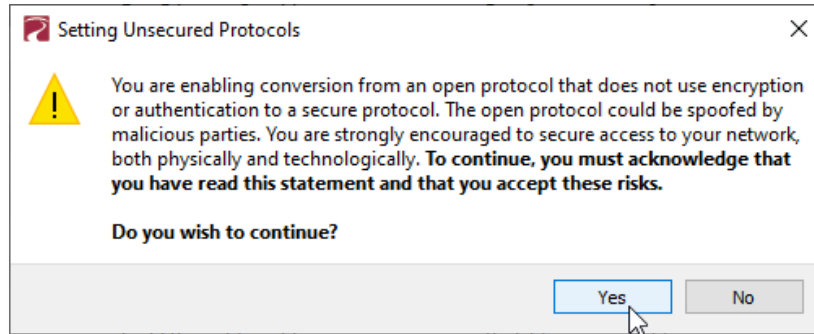 Setting Unsecured Protocols
You are enabling conversion from an open protocol that does not use encryption
or authentication to a secure protocol. The open protocol could be spoofed by
malicious parties. You are strongly encouraged to secure access to your network,
both physically and technologically. To continue, you must acknowledge that
you have read this statement and that you accept these risks.
Do you wish to continue?
Yes No